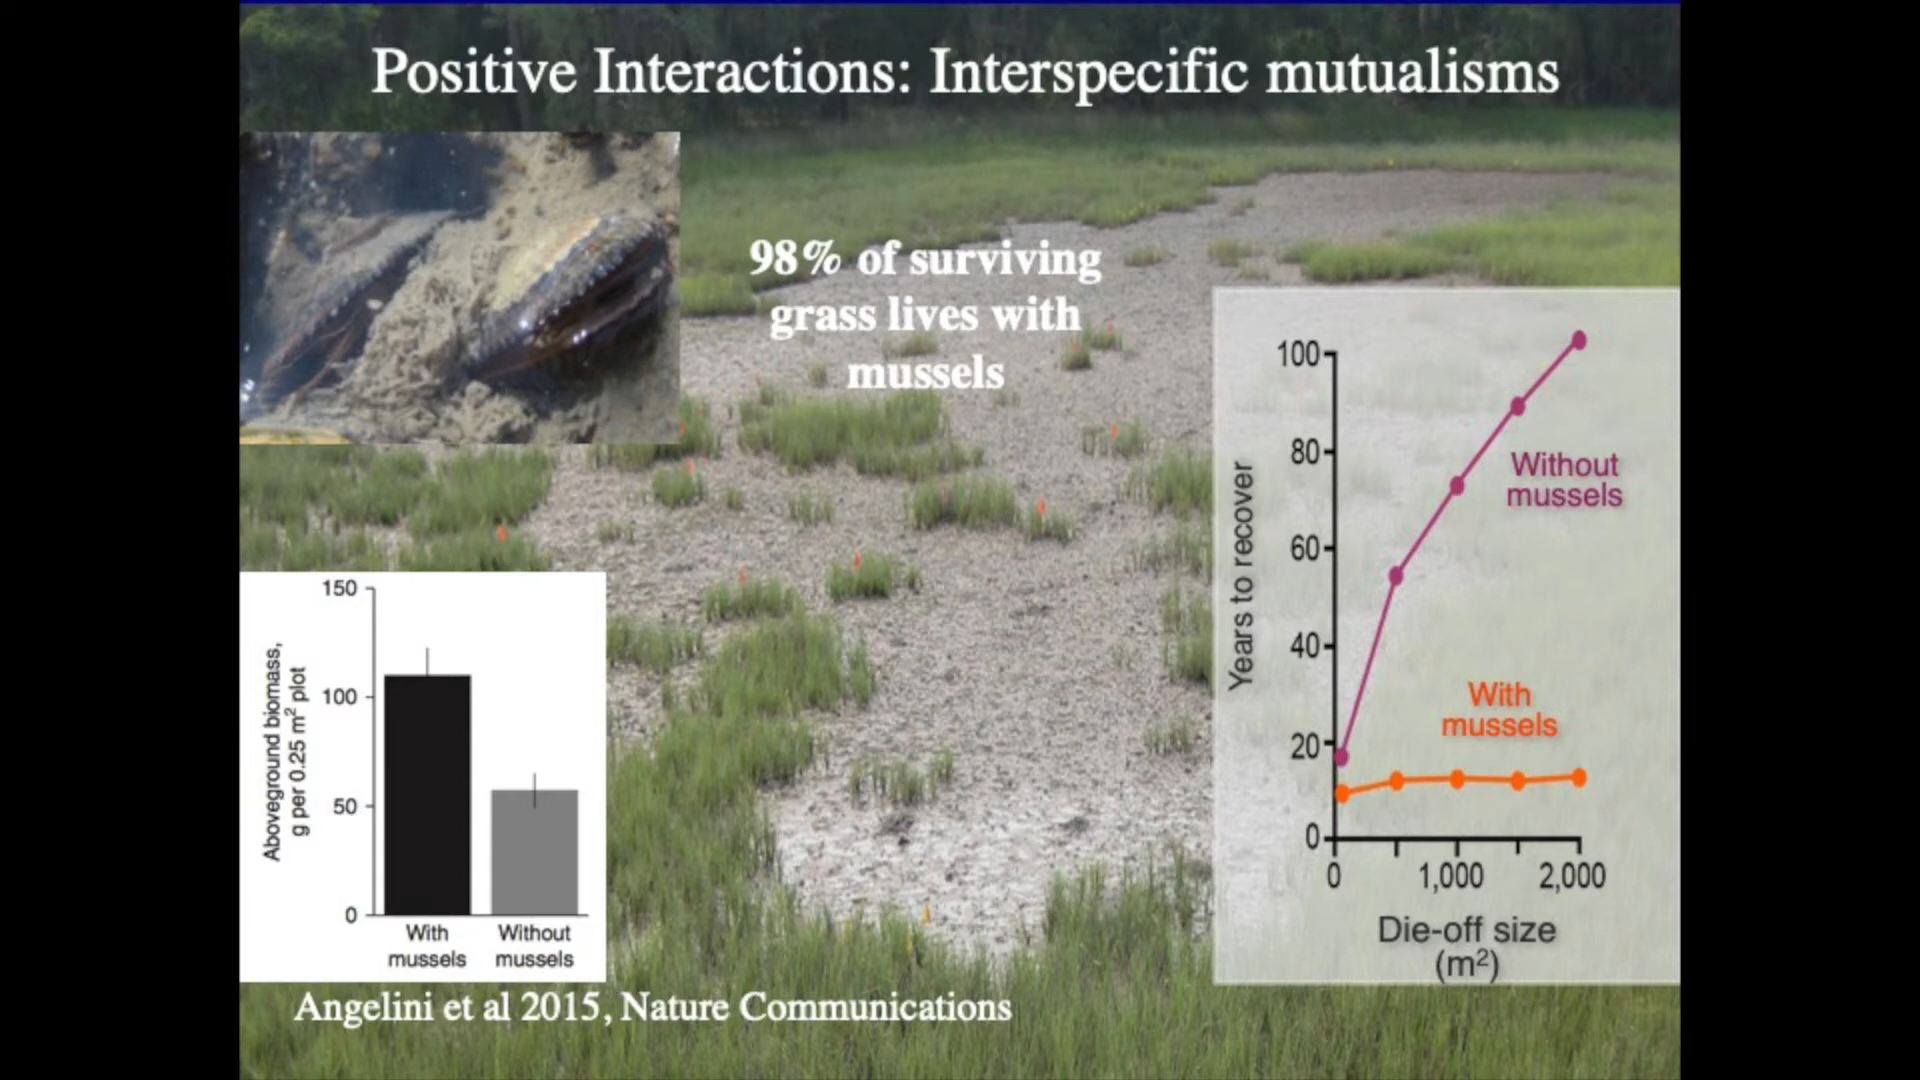 Positive Interactions: Interspecific mutualisms
98% of surviving
grass lives with
mussels
100
80
60
40
20
0
Years to recover
Without
mussels
With
mussels
0
1,000
2,000
Die-off size
(m²)
150
100
50
0
Aboveground biomass,
g per 0.25 m² plot
With
mussels
Without
mussels
Angelini et al 2015, Nature Communications